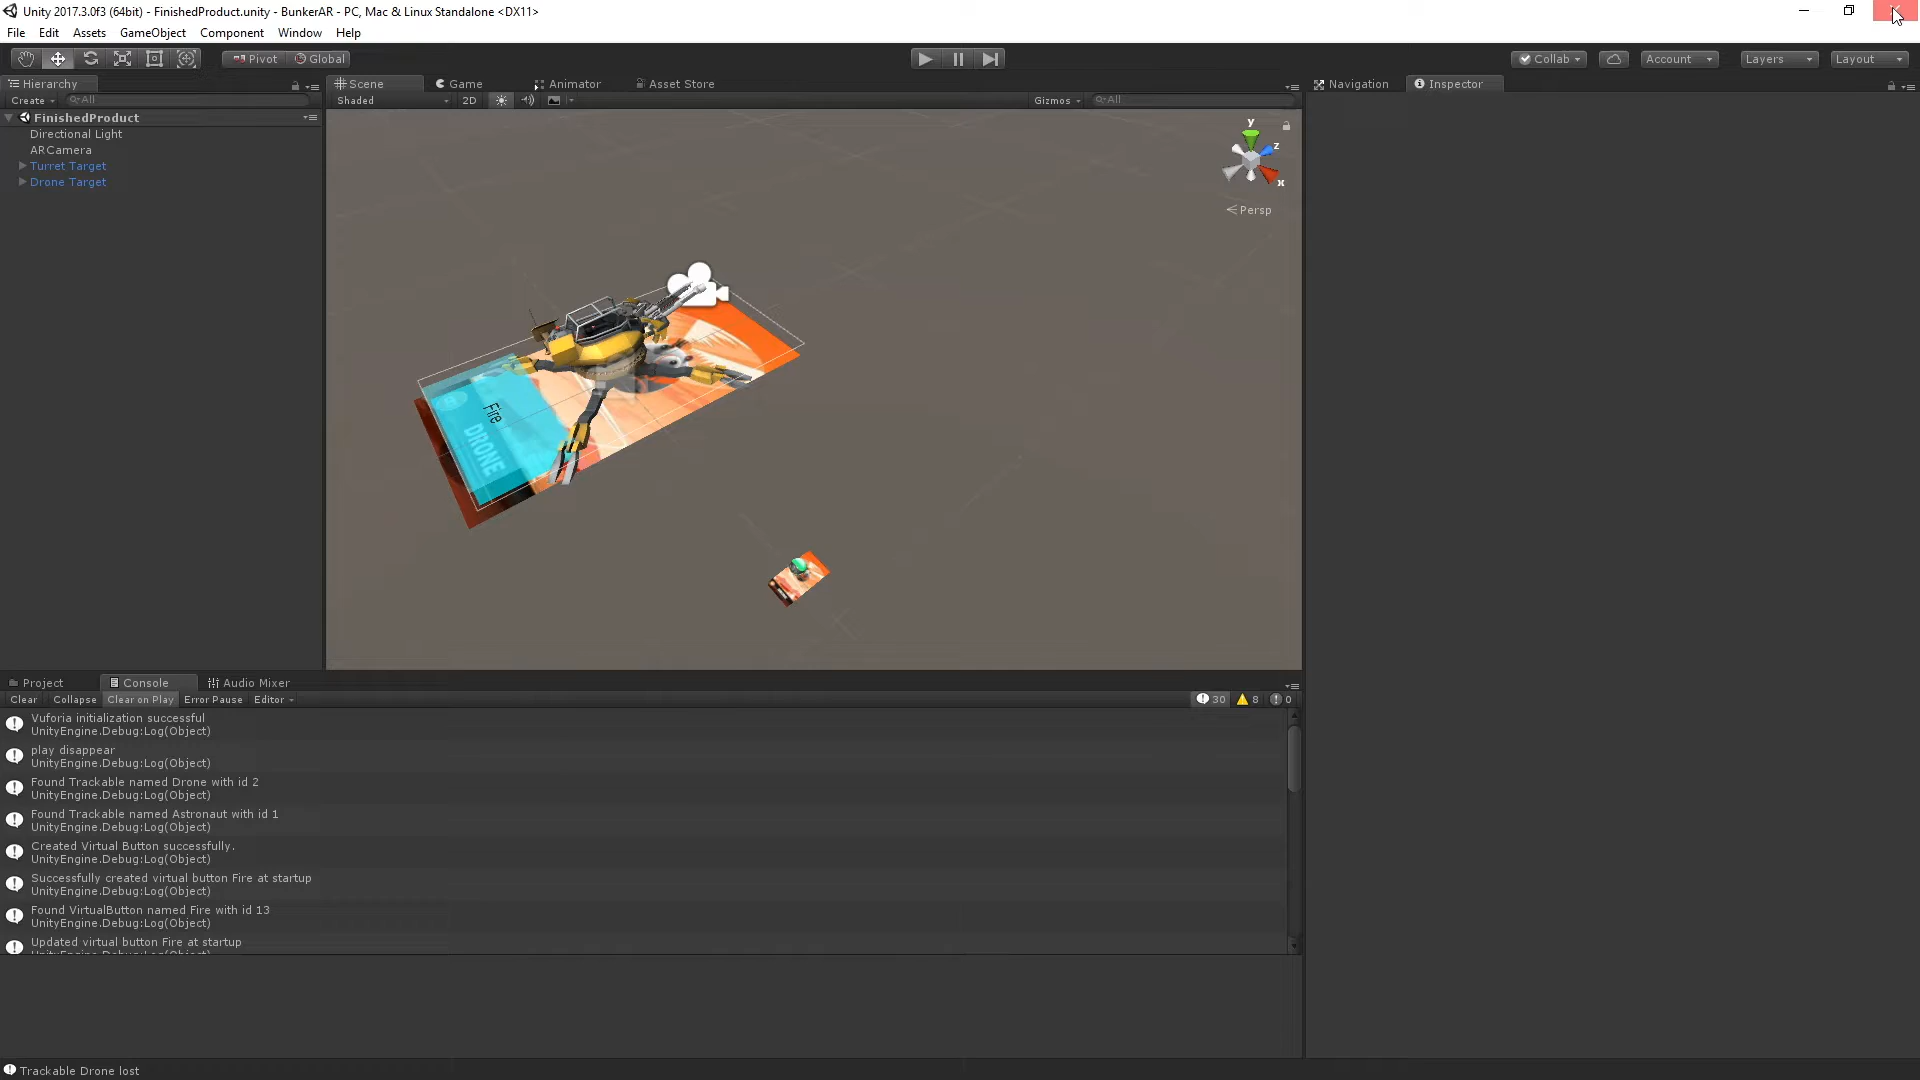 Unity 2017.3.0f3 (64bit) - FinishedProduct.unity - BunkerAR - PC, Mac & Linux Standalone <DX11>
File Edit Assets GameObject Component Window Help
Pivot Global Collab Account Layers Layout
Hierarchy
Create All
FinishedProduct
Directional Light
ARCamera
Turret Target
Drone Target
Scene Game Animator Asset Store
Shaded 2D Gizmos All
y
z
x
Persp
Fire
DRONE
Navigation Inspector
Project Console Audio Mixer
Clear Collapse Clear on Play Error Pause Editor 30 8 0
Vuforia initialization successful
UnityEngine.Debug:Log(Object)
play disappear
UnityEngine.Debug:Log(Object)
Found Trackable named Drone with id 2
UnityEngine.Debug:Log(Object)
Found Trackable named Astronaut with id 1
UnityEngine.Debug:Log(Object)
Created Virtual Button successfully.
UnityEngine.Debug:Log(Object)
Successfully created virtual button Fire at startup
UnityEngine.Debug:Log(Object)
Found VirtualButton named Fire with id 13
UnityEngine.Debug:Log(Object)
Updated virtual button Fire at startup
UnityEngine.Debug:Log(Object)
Trackable Drone lost